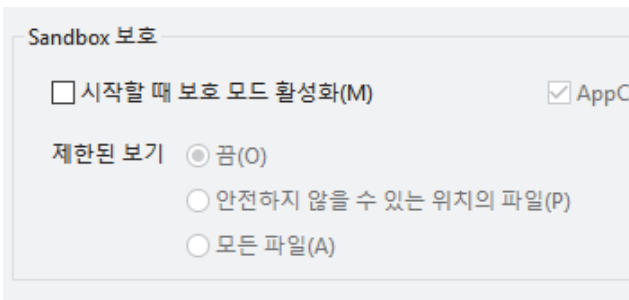 Sandbox 보호
시작할 때 보호 모드 활성화(M) AppC
제한된 보기 끔(O)
안전하지 않을 수 있는 위치의 파일(P)
모든 파일(A)